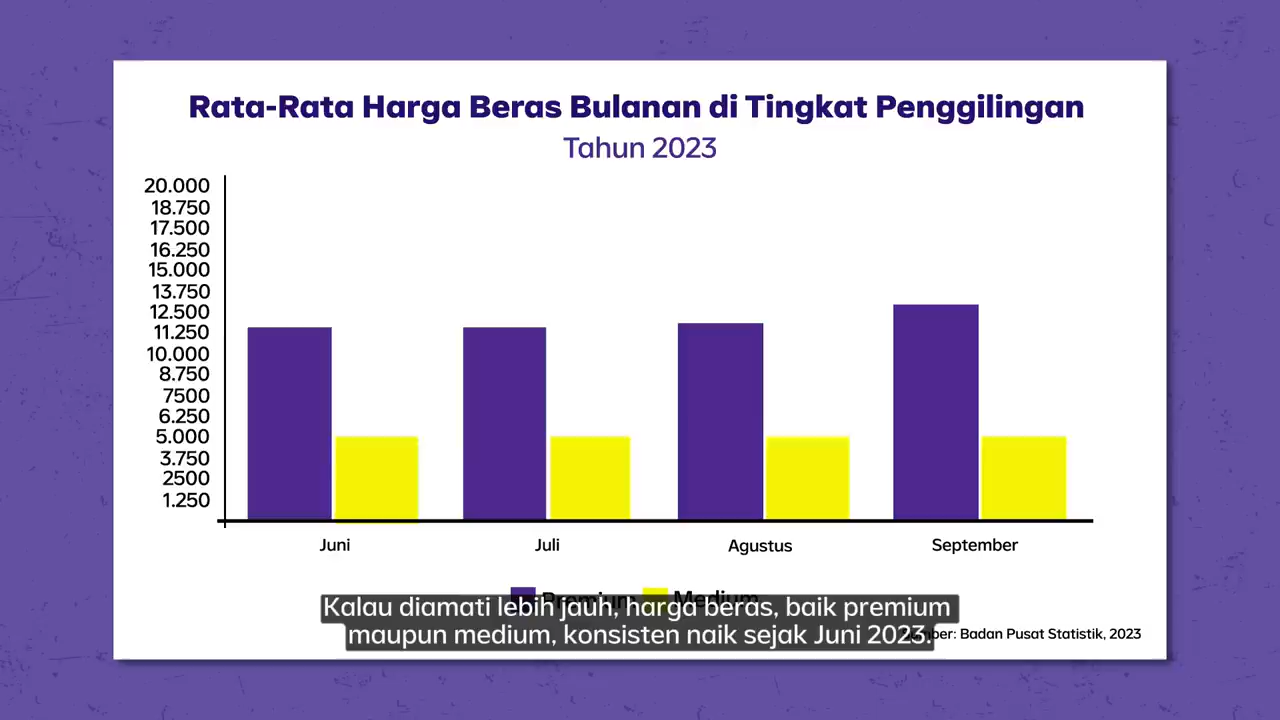 Rata-Rata Harga Beras Bulanan di Tingkat Penggilingan
Tahun 2023
20.000
18.750
17.500
16.250
15.000
13.750
12.500
11.250
10.000
8.750
7500
6.250
5.000
3.750
2500
1.250
Juni
Juli
Agustus
September
Premium
Medium
Kalau diamati lebih jauh, harga beras, baik premium
maupun medium, konsisten naik sejak Juni 2023.
Sumber: Badan Pusat Statistik, 2023